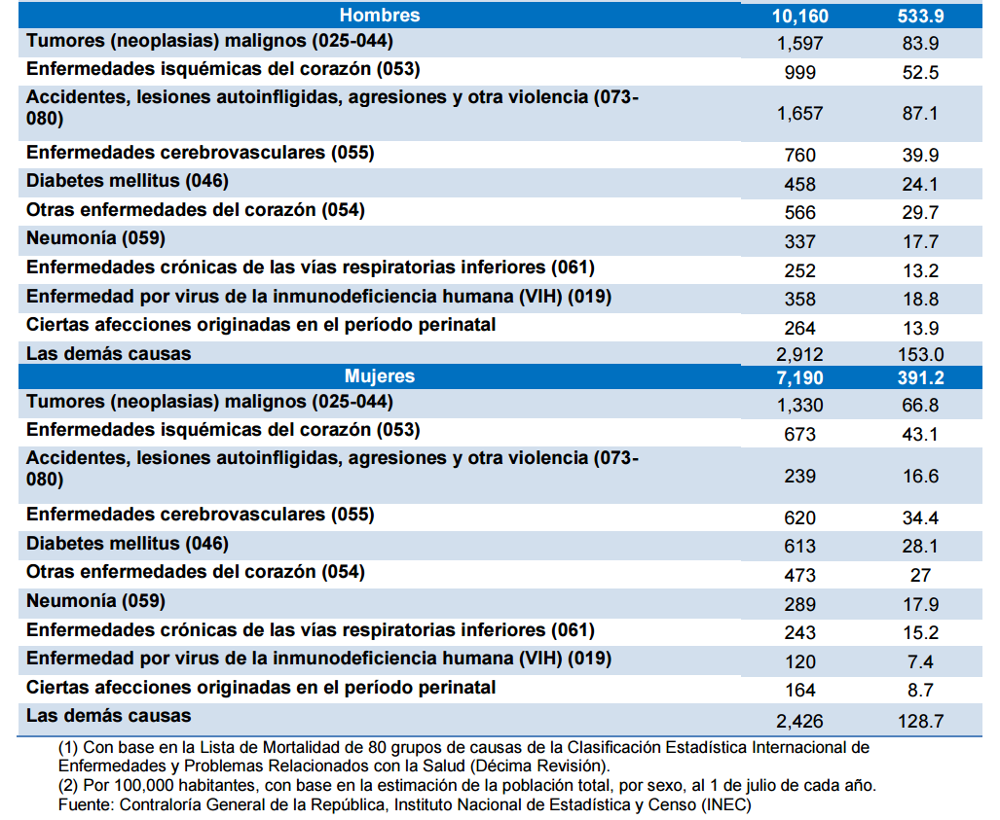 Hombres 10,160 533.9
Tumores (neoplasias) malignos (025-044) 1,597 83.9
Enfermedades isquémicas del corazón (053) 999 52.5
Accidentes, lesiones autoinfligidas, agresiones y otra violencia (073-
080) 1,657 87.1
Enfermedades cerebrovasculares (055) 760 39.9
Diabetes mellitus (046) 458 24.1
Otras enfermedades del corazón (054) 566 29.7
Neumonía (059) 337 17.7
Enfermedades crónicas de las vías respiratorias inferiores (061) 252 13.2
Enfermedad por virus de la inmunodeficiencia humana (VIH) (019) 358 18.8
Ciertas afecciones originadas en el período perinatal 264 13.9
Las demás causas 2,912 153.0
Mujeres 7,190 391.2
Tumores (neoplasias) malignos (025-044) 1,330 66.8
Enfermedades isquémicas del corazón (053) 673 43.1
Accidentes, lesiones autoinfligidas, agresiones y otra violencia (073-
080) 239 16.6
Enfermedades cerebrovasculares (055) 620 34.4
Diabetes mellitus (046) 613 28.1
Otras enfermedades del corazón (054) 473 27
Neumonía (059) 289 17.9
Enfermedades crónicas de las vías respiratorias inferiores (061) 243 15.2
Enfermedad por virus de la inmunodeficiencia humana (VIH) (019) 120 7.4
Ciertas afecciones originadas en el período perinatal 164 8.7
Las demás causas 2,426 128.7
(1) Con base en la Lista de Mortalidad de 80 grupos de causas de la Clasificación Estadística Internacional de
Enfermedades y Problemas Relacionados con la Salud (Décima Revisión).
(2) Por 100,000 habitantes, con base en la estimación de la población total, por sexo, al 1 de julio de cada año.
Fuente: Contraloría General de la República, Instituto Nacional de Estadística y Censo (INEC)